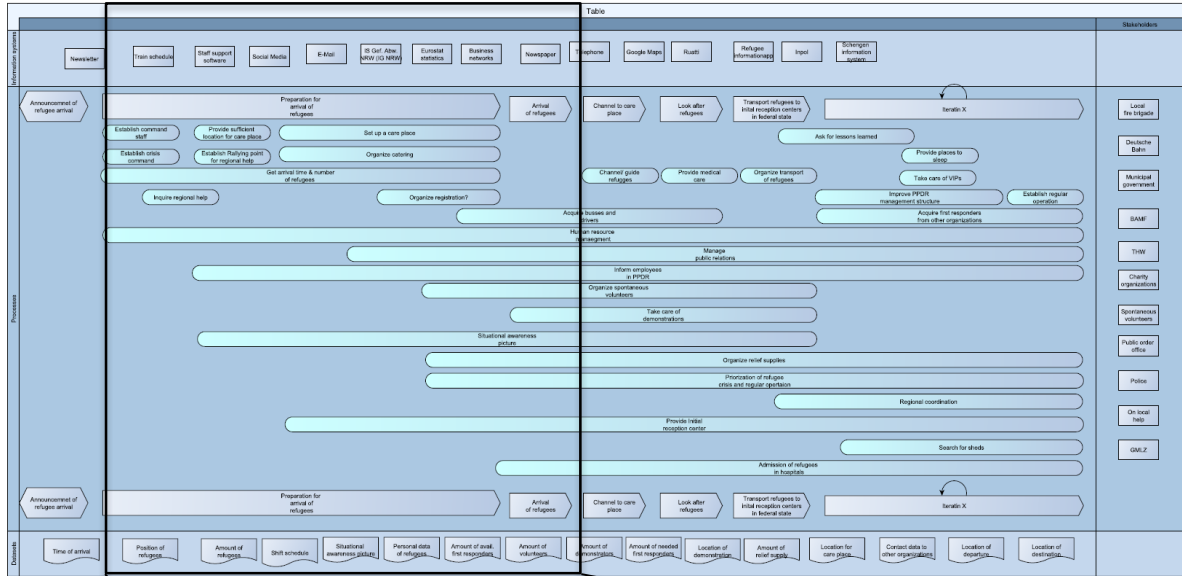 Table
Stakeholders
Information systems
Newsletter
Train schedule
Staff support
software
Social Media
E-Mail
IS Gef. Abw.
NRW (IG NRW)
Eurostat
statistics
Business
networks
Newspaper
Telephone
Google Maps
Ruatti
Refugee
informationapp
Inpol
Schengen
information
system
Processes
Announcmnet of
refugee arrival
Preparation for
arrival of
refugees
Arrival
of refugees
Channel to care
place
Look after
refugees
Transport refugees to
inital reception centers
in federal state
Iteratin X
Local
fire brigade
Establish command
staff
Provide sufficient
location for care place
Set up a care place
Ask for lessons learned
Deutsche
Bahn
Establish crisis
command
Establish Rallying point
for regional help
Organize catering
Provide places to
sleep
Get arrival time & number
of refugees
Channel/ guide
refugges
Provide medical
care
Organize transport
of refugees
Take care of VIPs
Municipal
government
Inquire regional help
Organize registration?
Improve PPDR
management structure
Establish regular
operation
Acquire busses and
drivers
Acquire first responders
from other organizations
BAMF
Human resource
manaegment
Manage
public relations
THW
Inform employees
in PPDR
Charity
organizations
Organize spontaneous
volunteers
Take care of
demonstrations
Spontaneous
volunteers
Situational awareness
picture
Public order
office
Organize relief supplies
Priorization of refugee
crisis and regular opertaion
Police
Regional coordination
Provide Initial
reception center
On local
help
Search for sheds
GMLZ
Admission of refugees
in hospitals
Announcmnet of
refugee arrival
Preparation for
arrival of
refugees
Arrival
of refugees
Channel to care
place
Look after
refugees
Transport refugees to
inital reception centers
in federal state
Iteratin X
Datasets
Time of arrival
Position of
refugees
Amount of
refugees
Shift schedule
Situational
awareness picture
Personal data
of refugess
Amount of avail.
first responders
Amount of
volunteers
Amount of
demonstrators
Amount of needed
first responders
Location of
demonstration
Amount of
relief supply
Location for
care place
Contact data to
other organizations
Location of
departure
Location of
destination